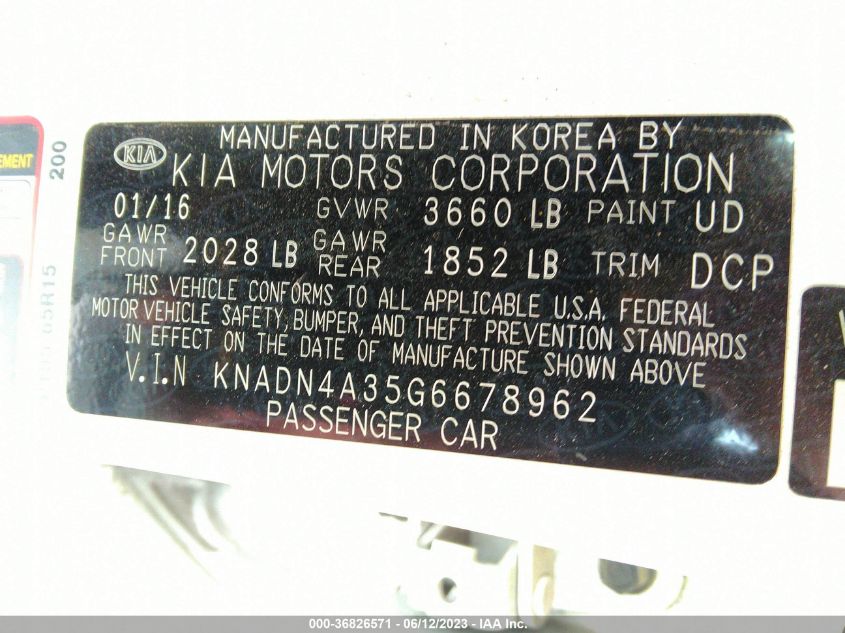 MANUFACTURED IN KOREA BY
KIA KIA MOTORS CORPORATION
01/16 GVWR 3660 LB PAINT UD
GAWR FRONT 2028 LB GAWR REAR 1852 LB TRIM DCP
THIS VEHICLE CONFORMS TO ALL APPLICABLE U.S.A. FEDERAL
MOTOR VEHICLE SAFETY, BUMPER, AND THEFT PREVENTION STANDARDS
IN EFFECT ON THE DATE OF MANUFACTURE SHOWN ABOVE
V.I.N KNADN4A35G6678962
PASSENGER CAR
200
65R15
000-36826571 - 06/12/2023 - IAA Inc.